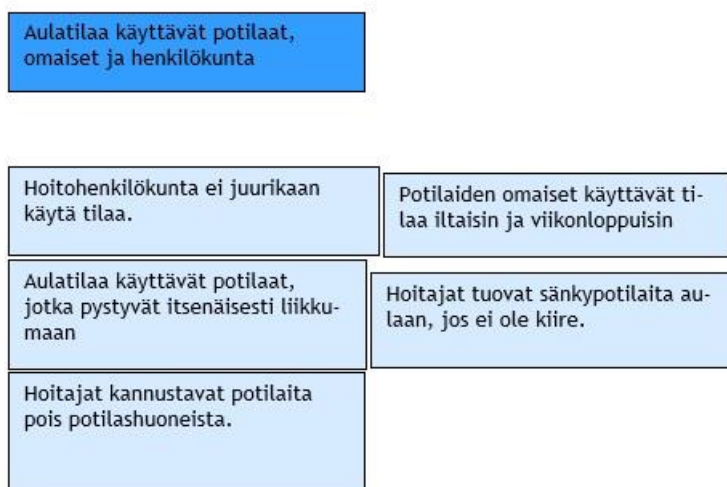 Aulatilaa käyttävät potilaat,
omaiset ja henkilökunta
Hoitohenkilökunta ei juurikaan
käytä tilaa.
Potilaiden omaiset käyttävät ti-
laa iltaisin ja viikonloppuisin
Aulatilaa käyttävät potilaat,
jotka pystyvät itsenäisesti liikku-
maan
Hoitajat tuovat sänkypotilaita au-
laan, jos ei ole kiire.
Hoitajat kannustavat potilaita
pois potilashuoneista.